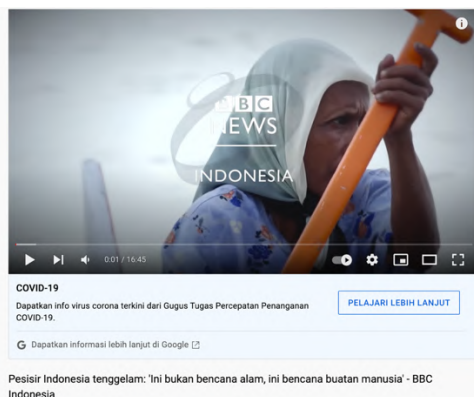 BBC
NEWS
INDONESIA
0:01 / 16:45
COVID-19
Dapatkan info virus corona terkini dari Gugus Tugas Percepatan Penanganan
COVID-19.
PELAJARI LEBIH LANJUT
G Dapatkan informasi lebih lanjut di Google
Pesisir Indonesia tenggelam: 'Ini bukan bencana alam, ini bencana buatan manusia' - BBC
Indonesia